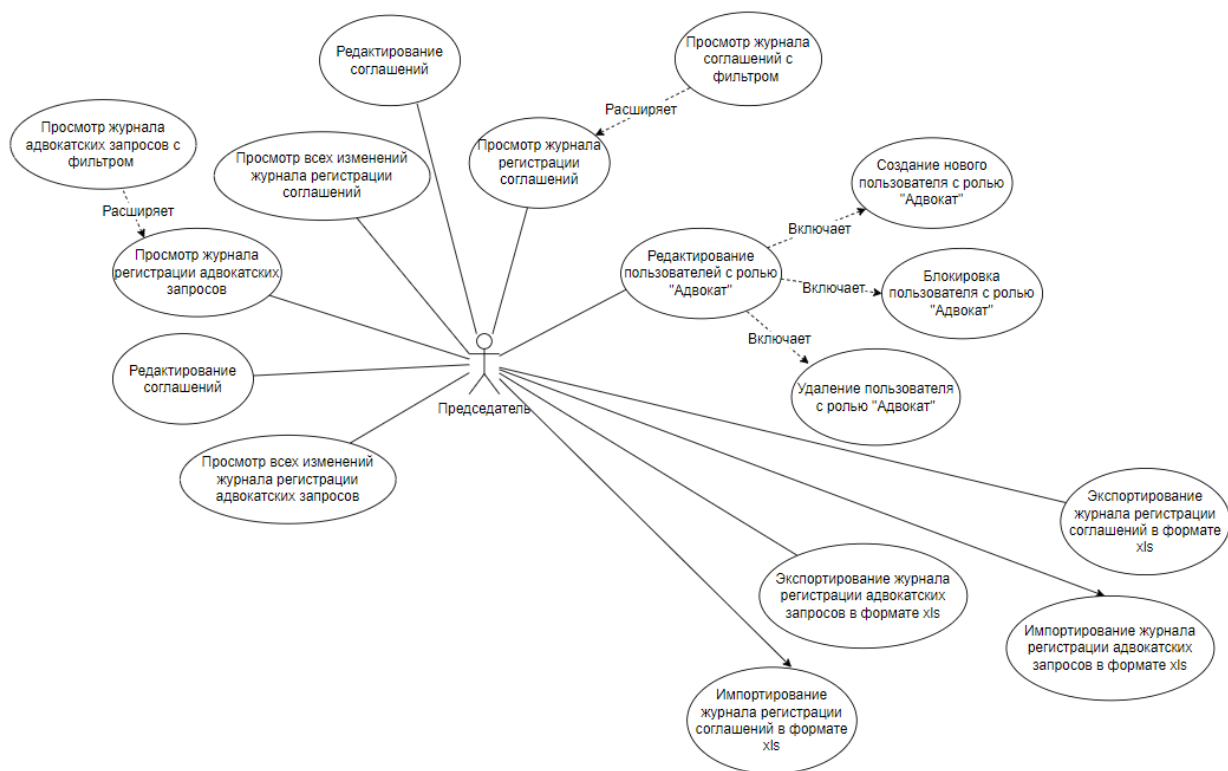 Редактирование
соглашений
Просмотр журнала
соглашений с
фильтром
Расширяет
Просмотр журнала
адвокатских запросов с
фильтром
Просмотр всех изменений
журнала регистрации
соглашений
Просмотр журнала
регистрации
соглашений
Создание нового
пользователя с ролью
"Адвокат"
Расширяет
Включает
Просмотр журнала
регистрации адвокатских
запросов
Редактирование
пользователей с ролью
"Адвокат"
Включает
Блокировка
пользователя с ролью
"Адвокат"
Включает
Редактирование
соглашений
Председатель
Удаление пользователя
с ролью "Адвокат"
Просмотр всех изменений
журнала регистрации
адвокатских запросов
Экспортирование
журнала регистрации
соглашений в формате
xls
Экспортирование журнала
регистрации адвокатских
запросов в формате xls
Импортирование журнала
регистрации адвокатских
запросов в формате xls
Импортирование
журнала регистрации
соглашений в формате
xls